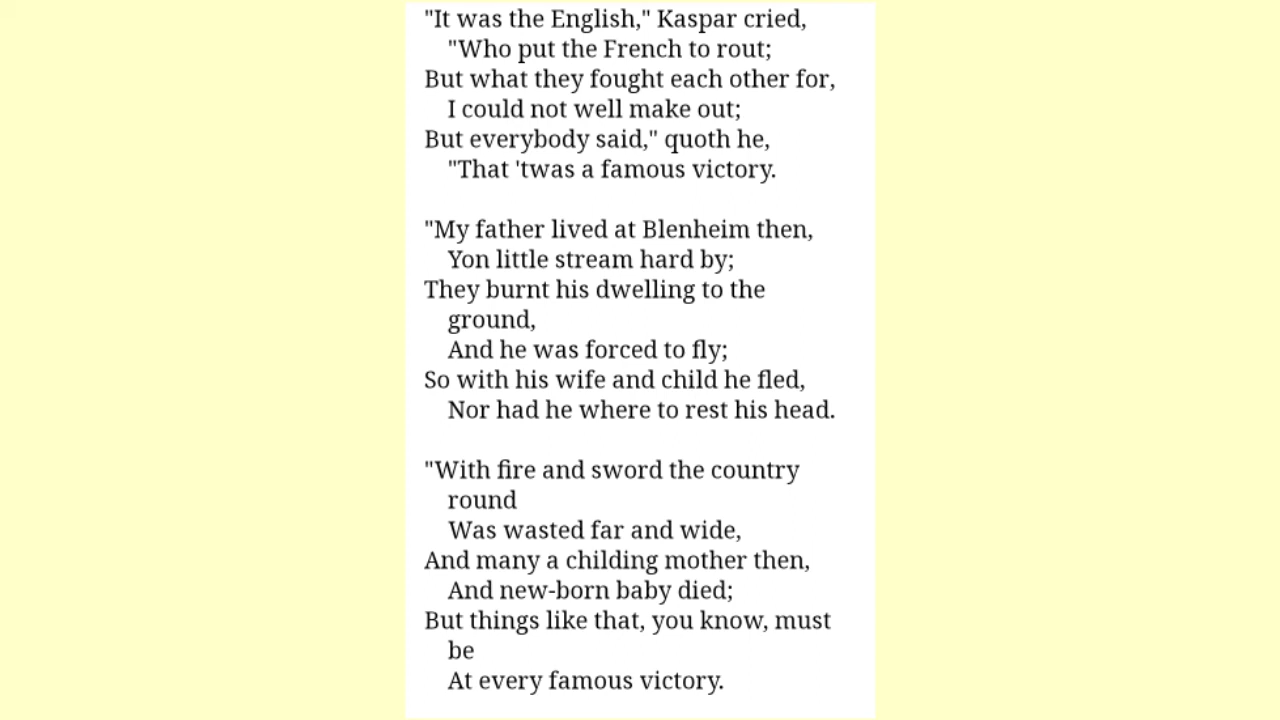 "It was the English," Kaspar cried,
"Who put the French to rout;
But what they fought each other for,
I could not well make out;
But everybody said," quoth he,
"That 'twas a famous victory.

"My father lived at Blenheim then,
Yon little stream hard by;
They burnt his dwelling to the
ground,
And he was forced to fly;
So with his wife and child he fled,
Nor had he where to rest his head.

"With fire and sword the country
round
Was wasted far and wide,
And many a childing mother then,
And new-born baby died;
But things like that, you know, must
be
At every famous victory.